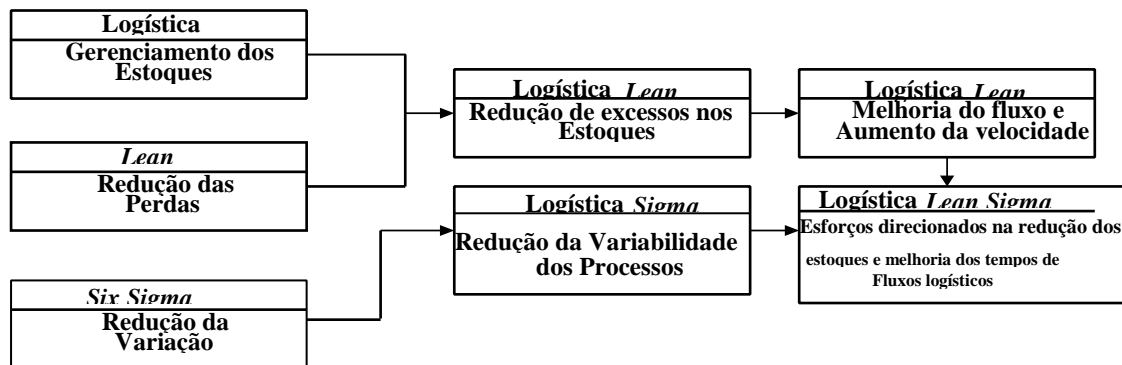 Logística
Gerenciamento dos
Estoques
Lean
Redução das
Perdas
Six Sigma
Redução da
Variação
Logística Lean
Redução de excessos nos
Estoques
Logística Sigma
Redução da Variabilidade
dos Processos
Logística Lean
Melhoria do fluxo e
Aumento da velocidade
Logística Lean Sigma
Esforços direcionados na redução dos
estoques e melhoria dos tempos de
Fluxos logísticos